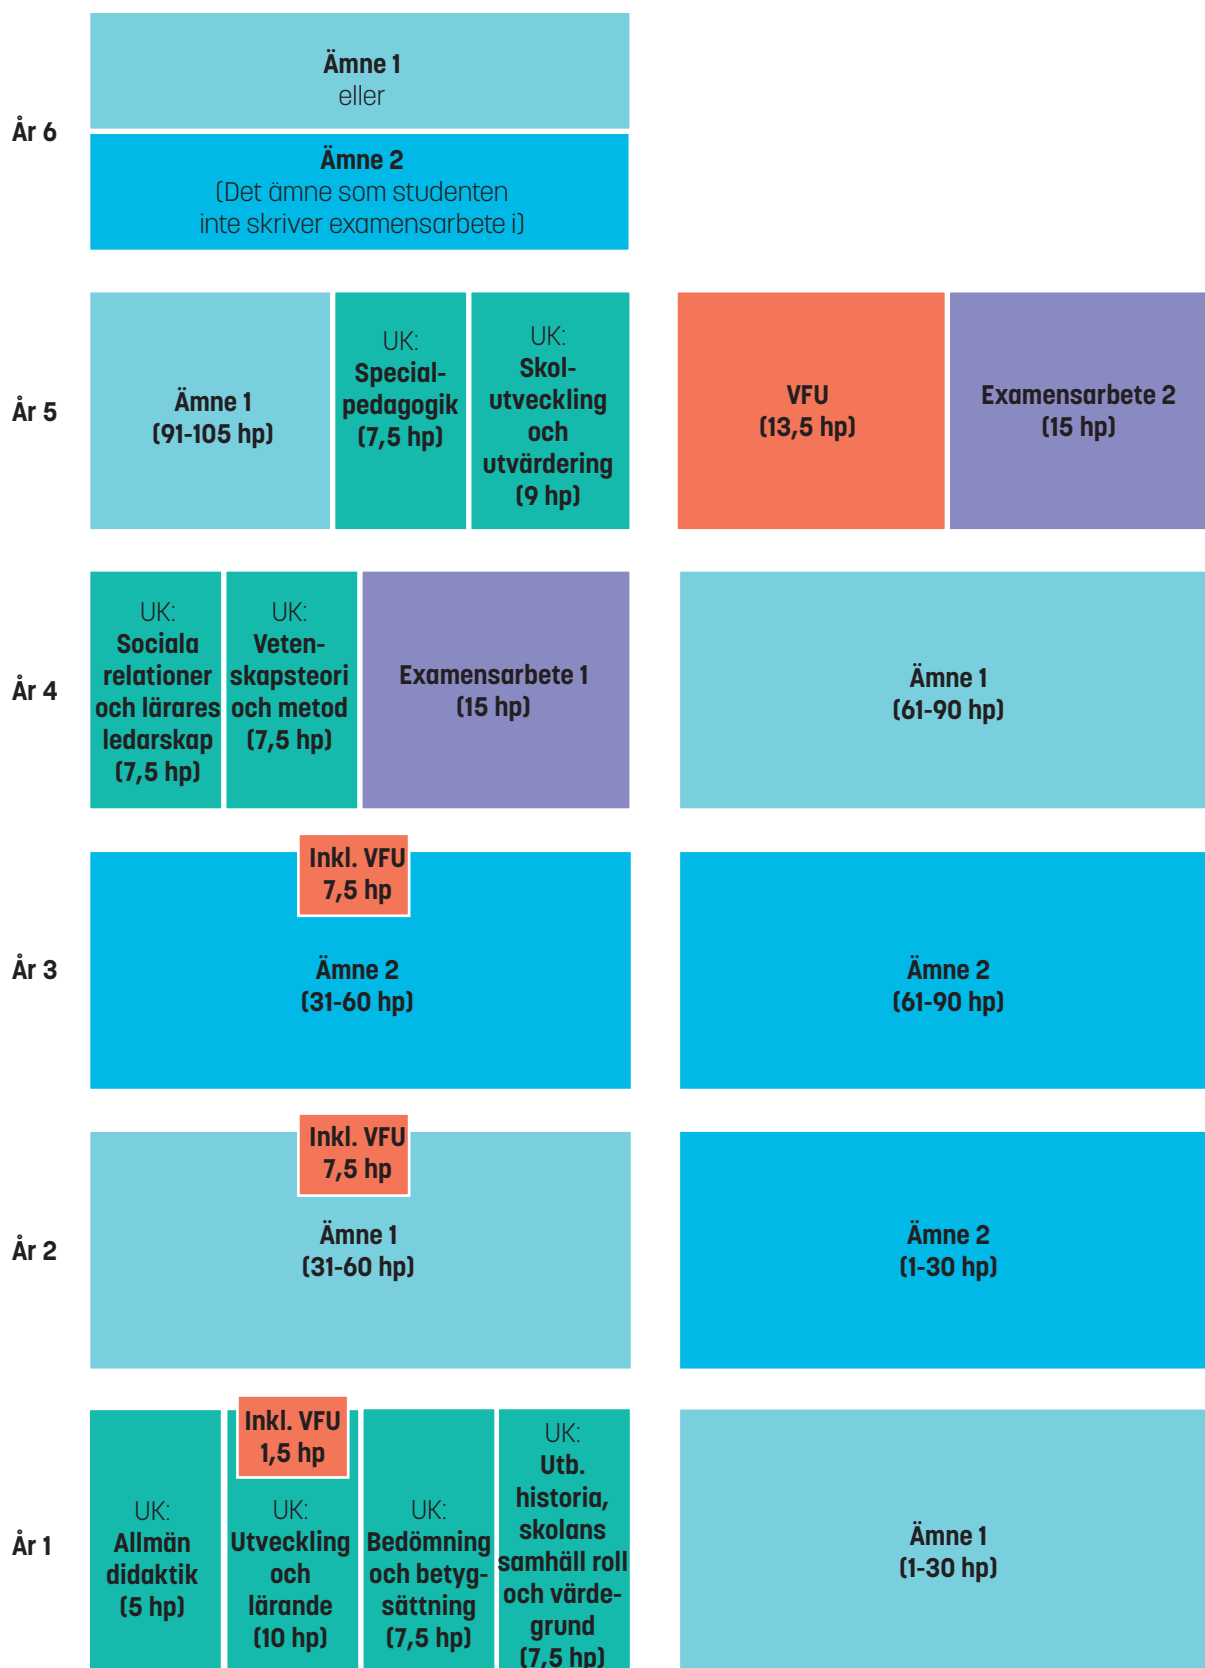 År 6
Ämne 1
eller
Ämne 2
(Det ämne som studenten
inte skriver examensarbete i)
År 5
Ämne 1
(91-105 hp)
UK:
Special-
pedagogik
(7,5 hp)
UK:
Skol-
utveckling
och
utvärdering
(9 hp)
VFU
(13,5 hp)
Examensarbete 2
(15 hp)
År 4
UK:
Sociala
relationer
och lärares
ledarskap
(7,5 hp)
UK:
Veten-
skapsteori
och metod
(7,5 hp)
Examensarbete 1
(15 hp)
Ämne 1
(61-90 hp)
År 3
Inkl. VFU
7,5 hp
Ämne 2
(31-60 hp)
Ämne 2
(61-90 hp)
År 2
Inkl. VFU
7,5 hp
Ämne 1
(31-60 hp)
Ämne 2
(1-30 hp)
År 1
UK:
Allmän
didaktik
(5 hp)
Inkl. VFU
1,5 hp
UK:
Utveckling
och
lärande
(10 hp)
UK:
Bedömning
och betyg-
sättning
(7,5 hp)
UK:
Utb.
historia,
skolans
samhäll roll
och värde-
grund
(7,5 hp)
Ämne 1
(1-30 hp)